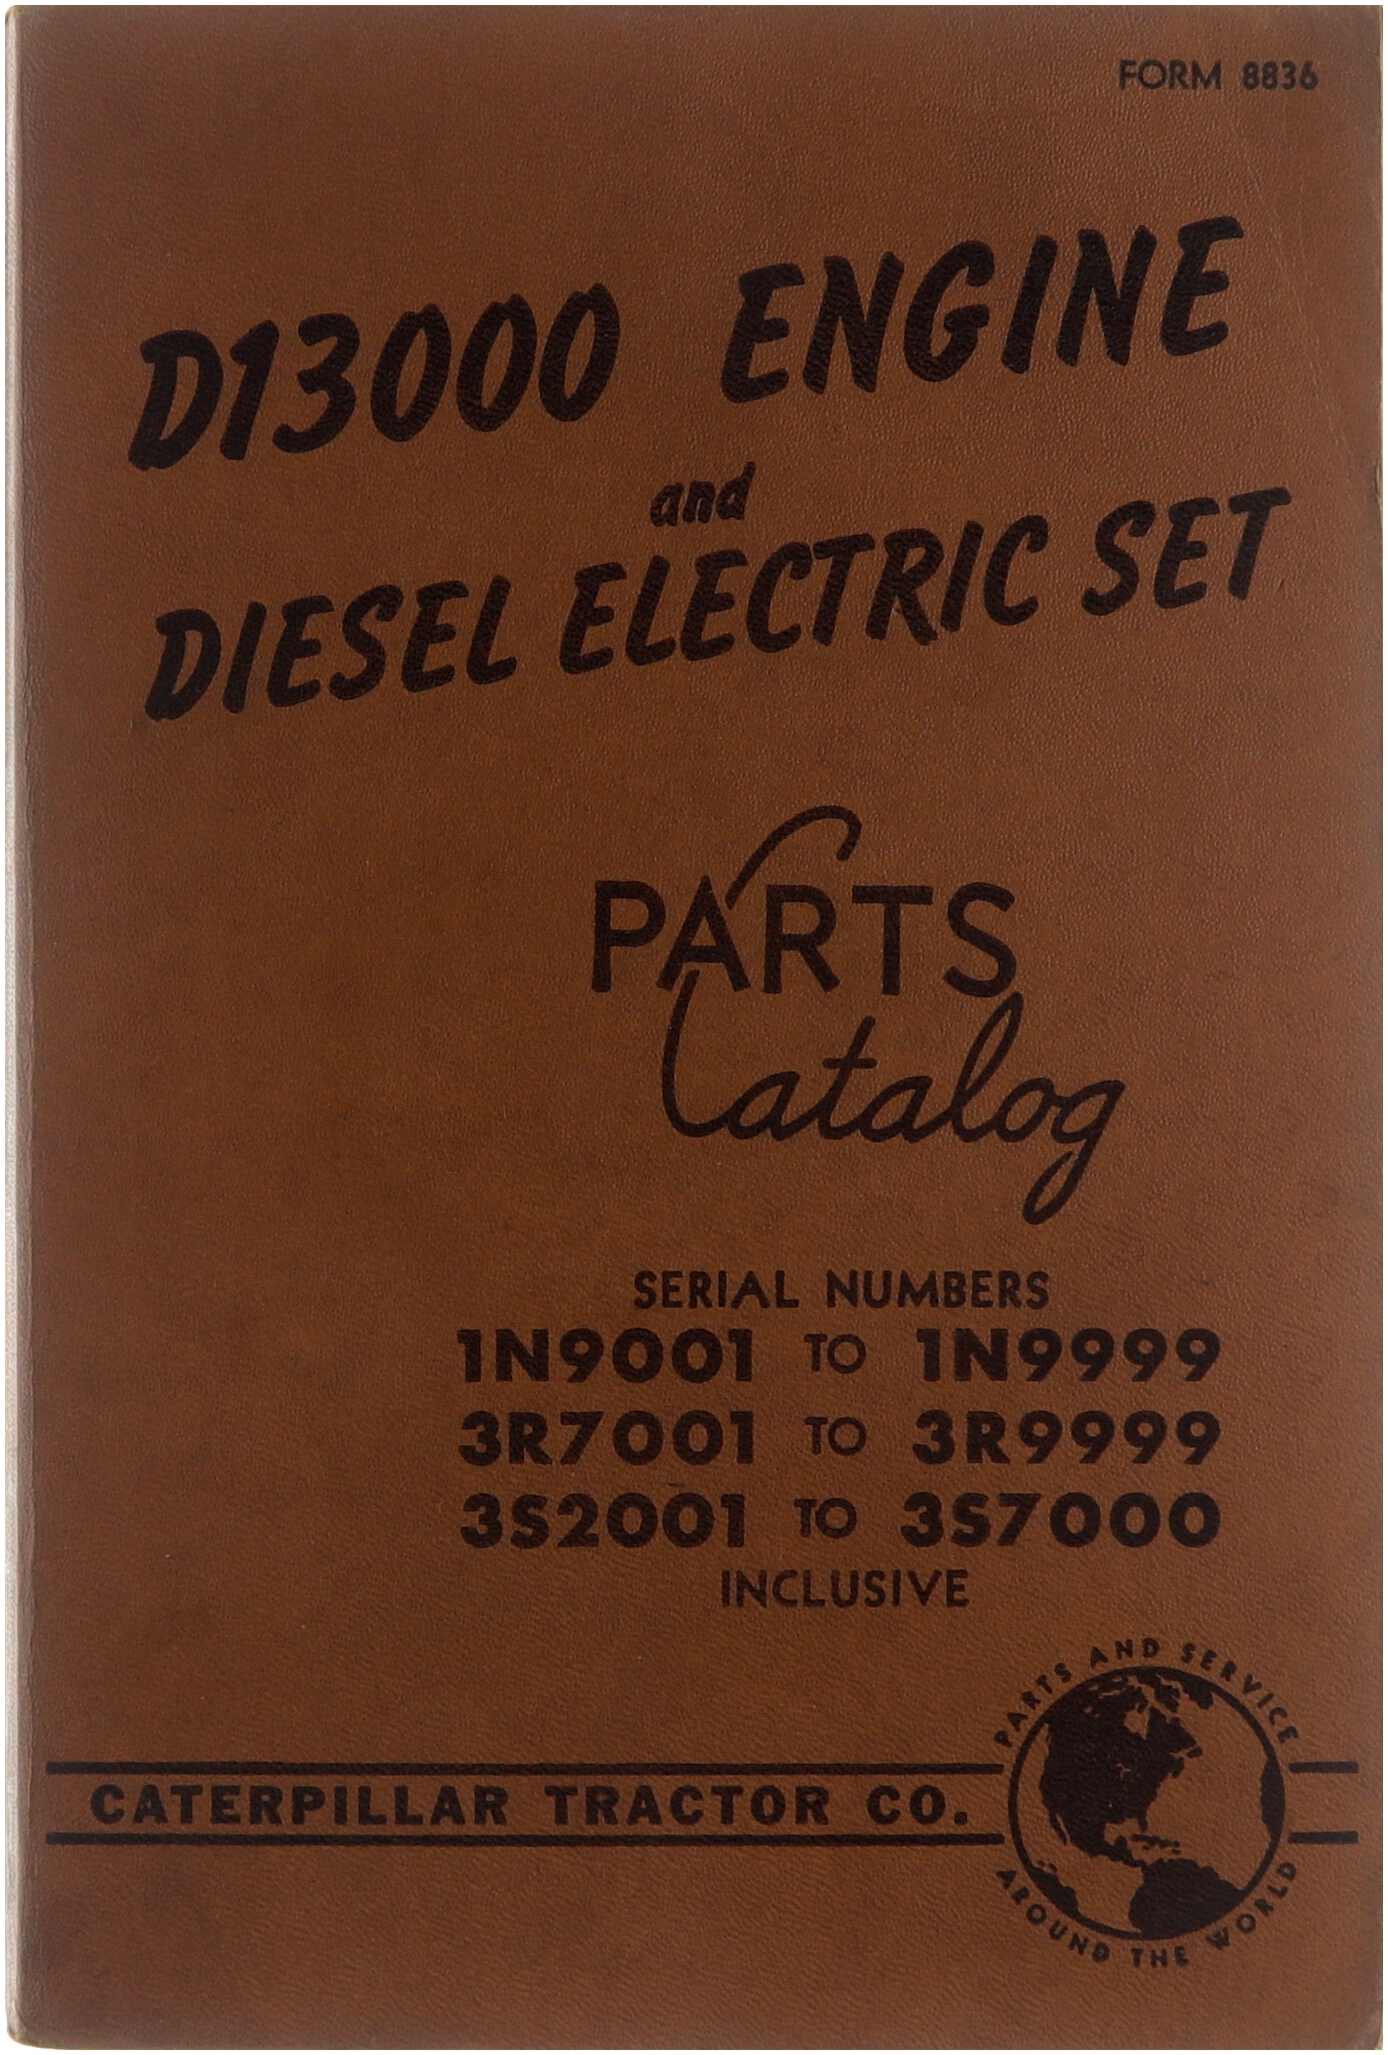 FORM 8836
D13000 ENGINE
and
DIESEL ELECTRIC SET
PARTS
Catalog
SERIAL NUMBERS
1N9001 TO 1N9999
3R7001 TO 3R9999
3S2001 TO 3S7000
INCLUSIVE
PARTS AND SERVICE
CATERPILLAR TRACTOR CO.
AROUND THE WORLD